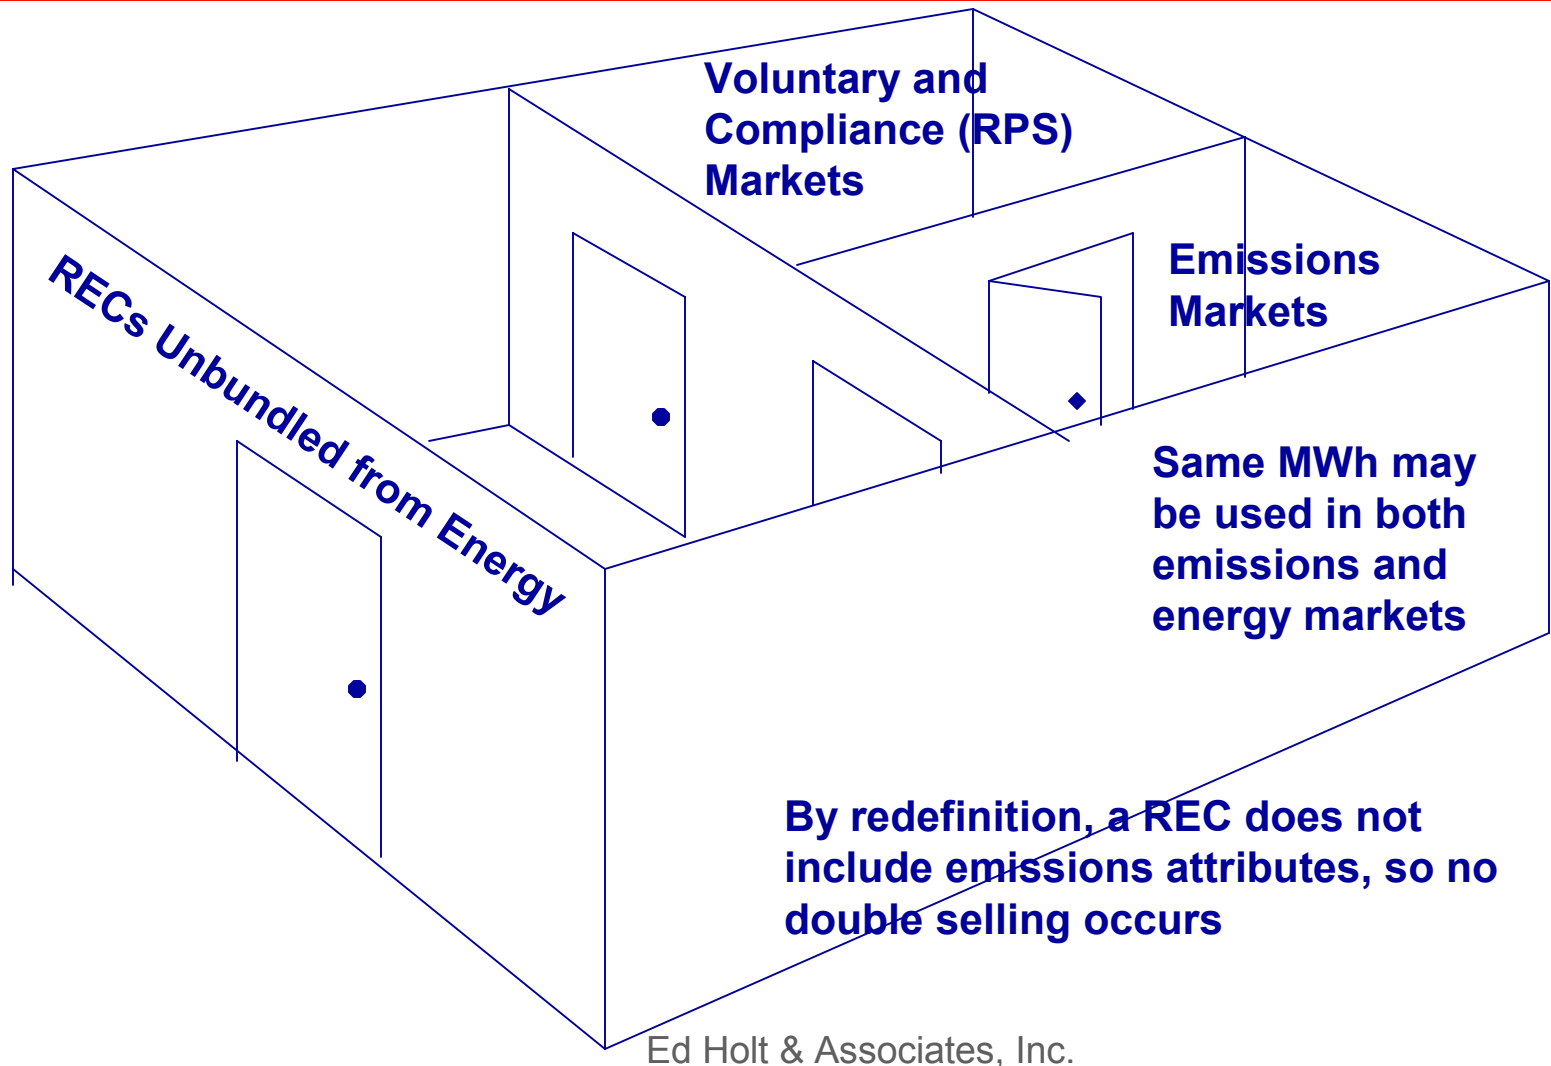 Voluntary and
Compliance (RPS)
Markets
Emissions
Markets
RECs Unbundled from Energy
Same MWh may
be used in both
emissions and
energy markets
By redefinition, a REC does not
include emissions attributes, so no
double selling occurs
Ed Holt & Associates, Inc.